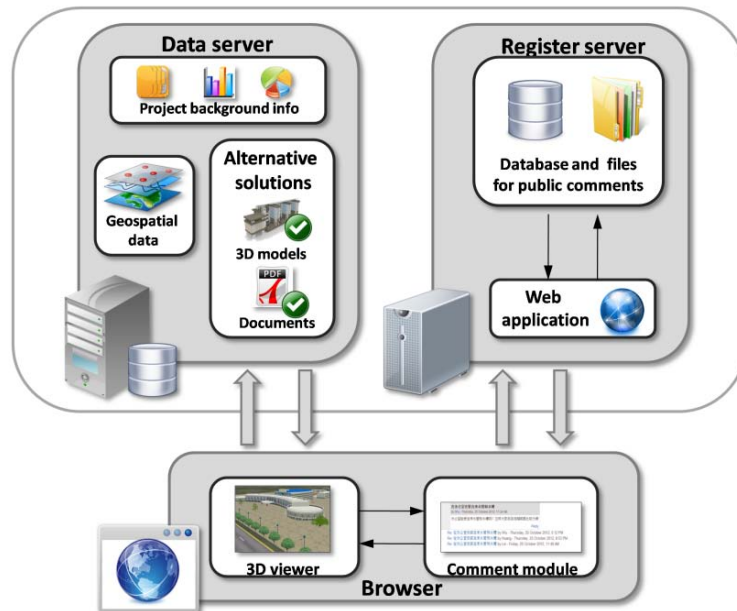 Data server
Project background info
Geospatial
data
Alternative
solutions
3D models
PDF
Documents
Register server
Database and files
for public comments
Web
application
3D viewer
Comment module
Browser